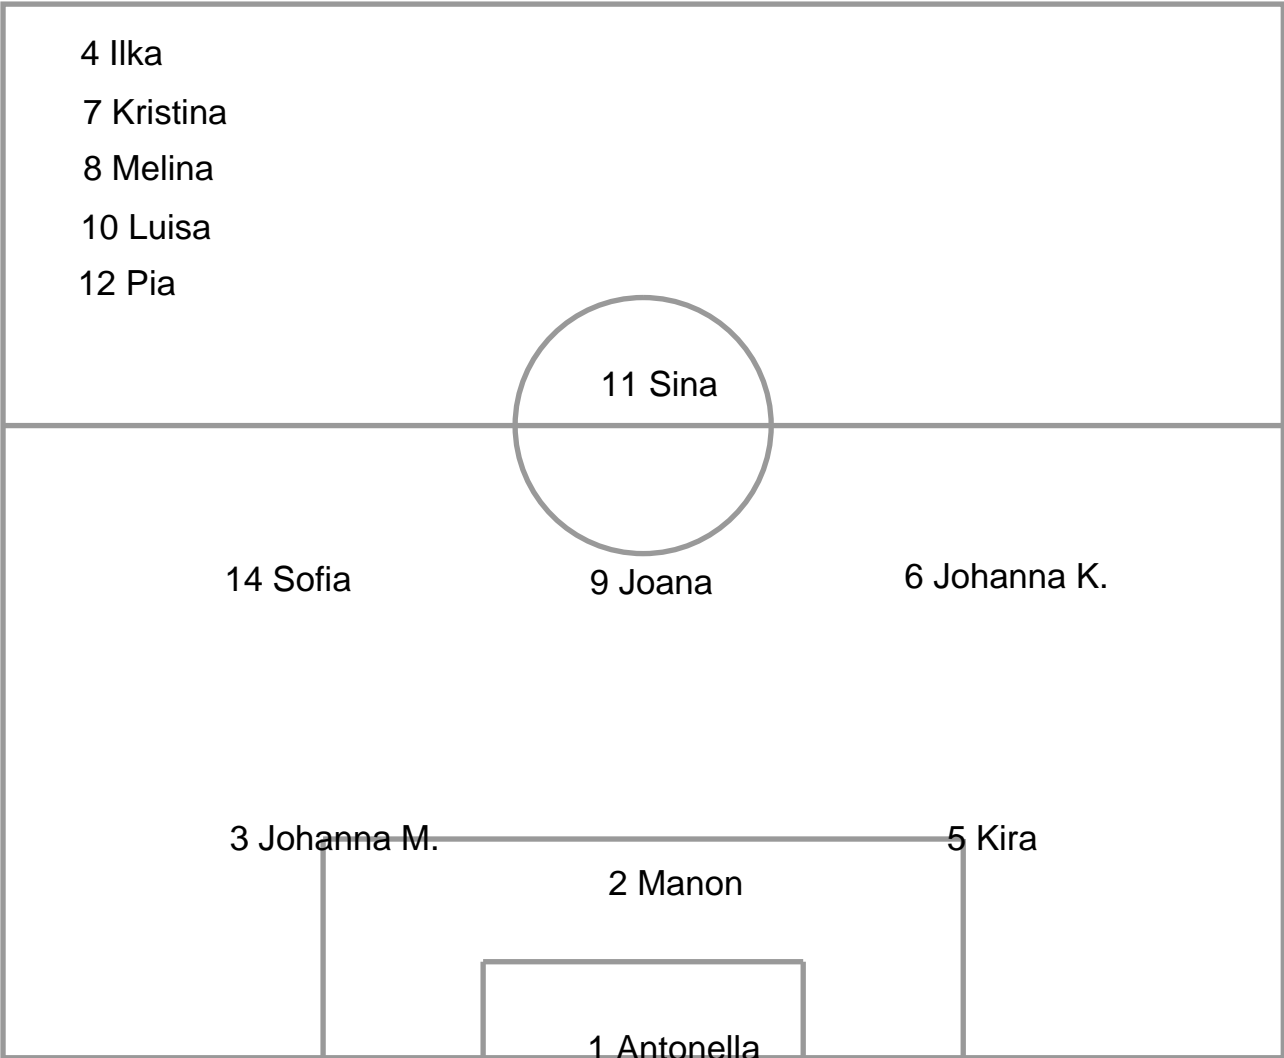 4 Ilka
7 Kristina
8 Melina
10 Luisa
12 Pia
11 Sina
14 Sofia
9 Joana
6 Johanna K.
3 Johanna M.
5 Kira
2 Manon
1 Antonella